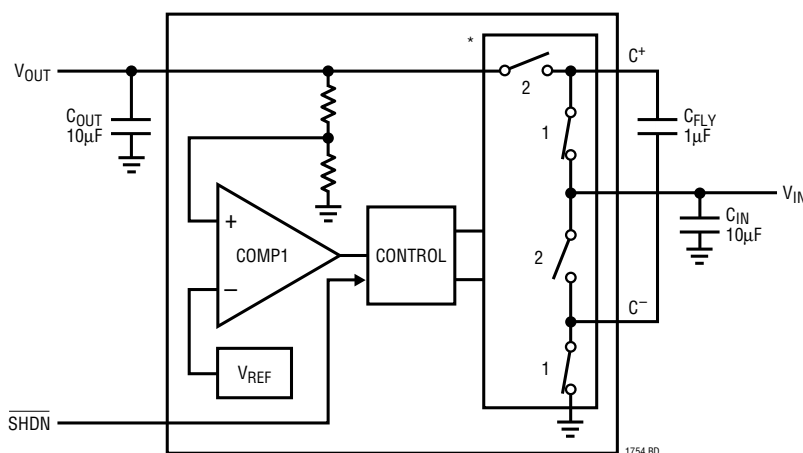 *
C+
VOUT
2
COUT
10µF
CFLY
1µF
1
VIN
CIN
10µF
+
COMP1
CONTROL
2
–
C–
VREF
1
SHDN
1754 BD